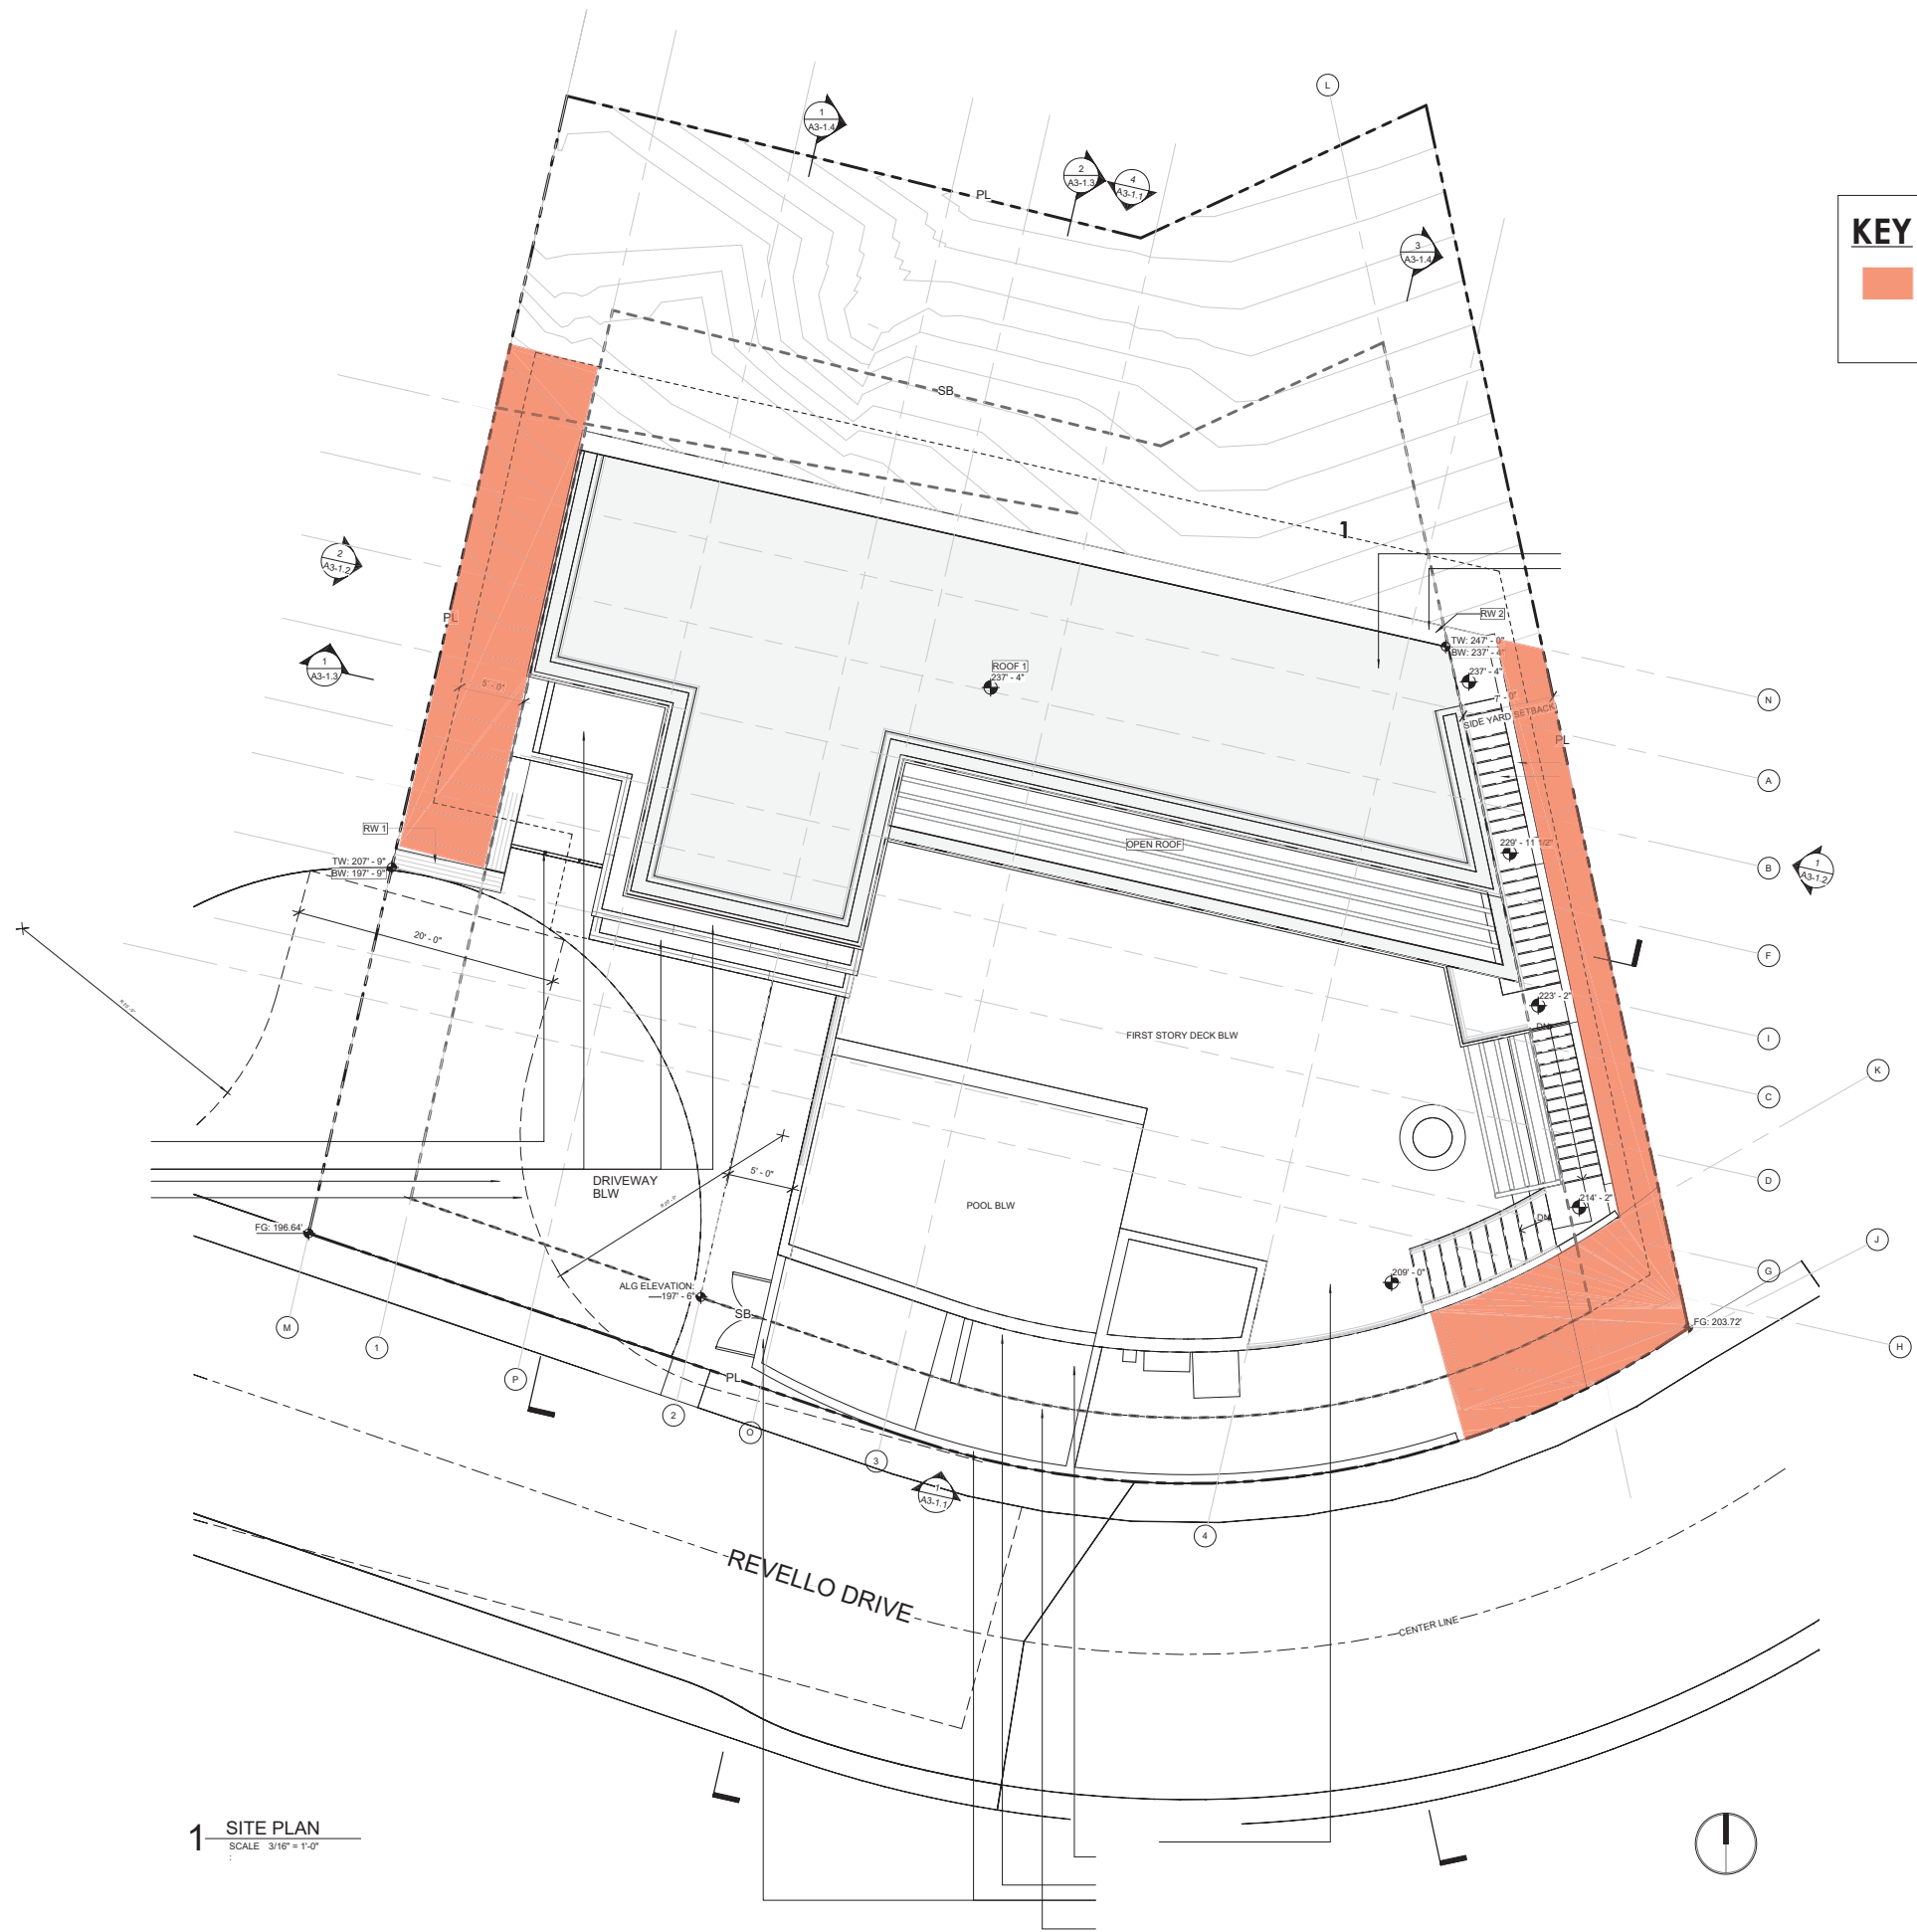 L
1
A3-1.4
2
A3-1.3
4
A3-1.1
PL
KEY
3
A3-1.4
SB
1
2
A3-1.2
RW 2
PL
TW: 247' - 0"
BW: 237' - 4"
1
A3-1.3
ROOF 1
237' - 4"
237' - 4"
5' - 0"
7' - 0"
N
SIDE YARD SETBACK
PL
A
RW 1
OPEN ROOF
229' - 11 1/2"
TW: 207' - 9"
BW: 197' - 9"
B
1
A3-1.2
20' - 0"
F
223' - 2"
DN
FIRST STORY DECK BLW
I
K
C
5' - 0"
DRIVEWAY
BLW
D
POOL BLW
214' - 2"
DN
FG: 196.64'
J
G
209' - 0"
ALG ELEVATION:
197' - 6"
SB
FG: 203.72'
M
1
H
P
PL
2
O
3
1
A3-1.1
4
REVELLO DRIVE
CENTER LINE
1
SITE PLAN
SCALE 3/16" = 1'-0"
: